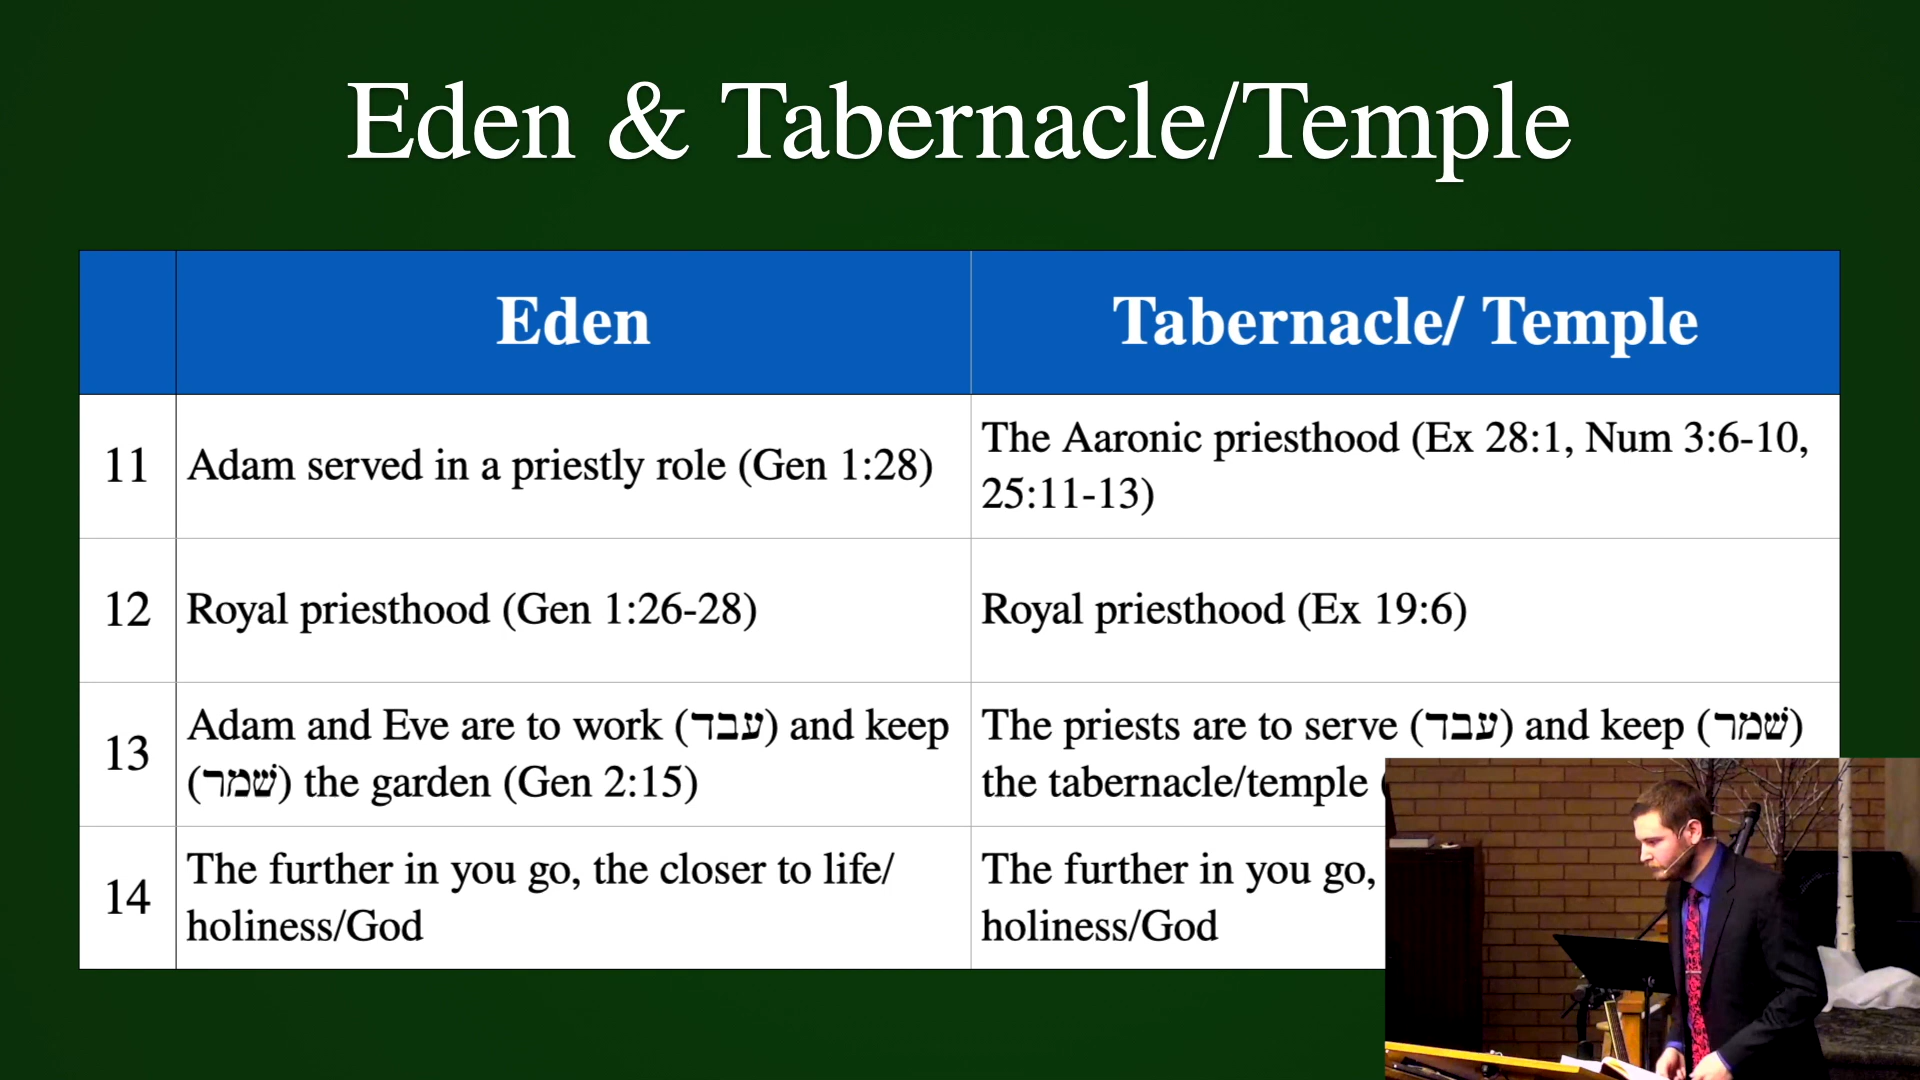 Eden & Tabernacle/Temple
Eden
Tabernacle/ Temple
11
Adam served in a priestly role (Gen 1:28)
The Aaronic priesthood (Ex 28:1, Num 3:6-10,
25:11-13)
12
Royal priesthood (Gen 1:26-28)
Royal priesthood (Ex 19:6)
13
Adam and Eve are to work (עבד) and keep
(שׁמר) the garden (Gen 2:15)
The priests are to serve (עבד) and keep (שׁמר)
the tabernacle/temple (
14
The further in you go, the closer to life/
holiness/God
The further in you go,
holiness/God